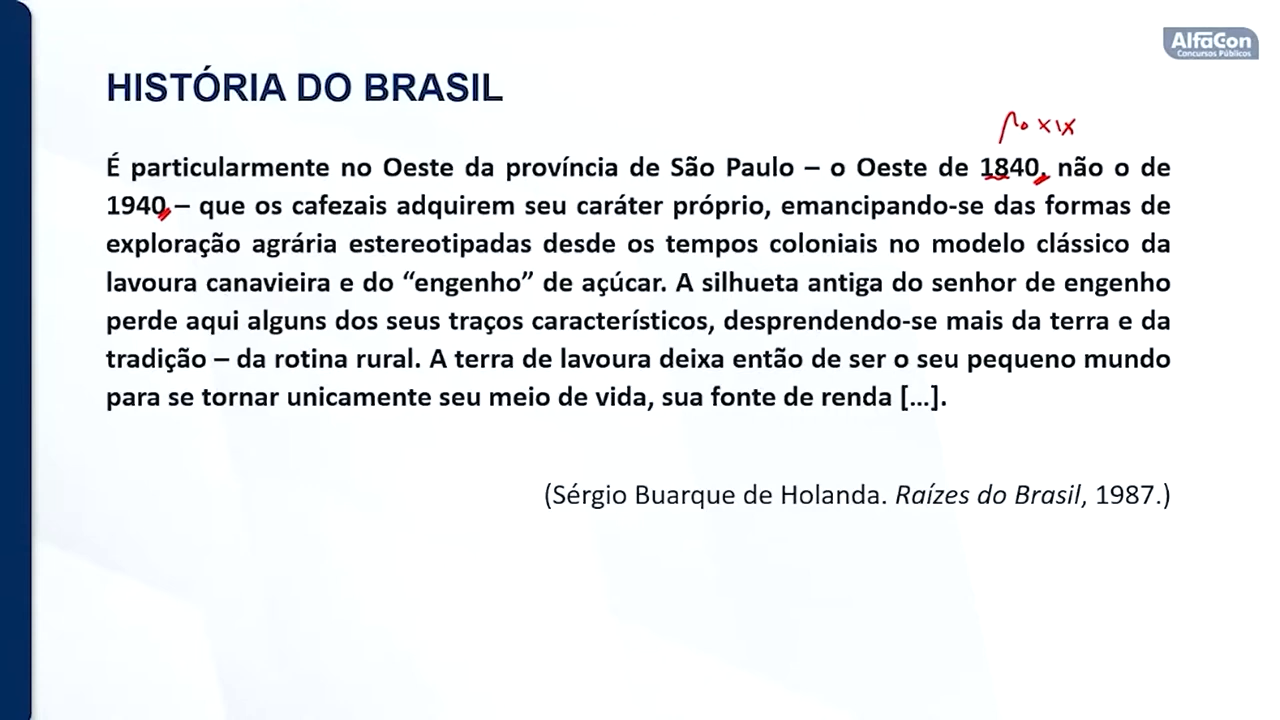 AlfaCon
Concursos Públicos
HISTÓRIA DO BRASIL
XIX
É particularmente no Oeste da província de São Paulo – o Oeste de 1840, não o de
1940, – que os cafezais adquirem seu caráter próprio, emancipando-se das formas de
exploração agrária estereotipadas desde os tempos coloniais no modelo clássico da
lavoura canavieira e do “engenho” de açúcar. A silhueta antiga do senhor de engenho
perde aqui alguns dos seus traços característicos, desprendendo-se mais da terra e da
tradição – da rotina rural. A terra de lavoura deixa então de ser o seu pequeno mundo
para se tornar unicamente seu meio de vida, sua fonte de renda [...].
(Sérgio Buarque de Holanda. Raízes do Brasil, 1987.)